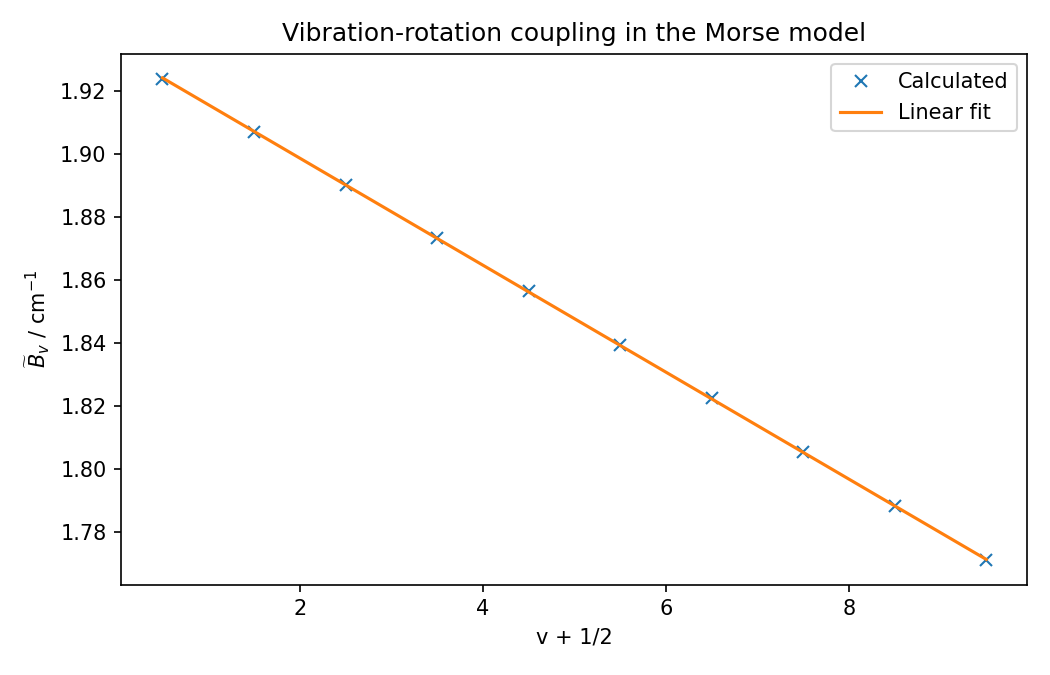 Vibration-rotation coupling in the Morse model
Calculated
Linear fit
1.92
1.90
1.88
1.86
1.84
1.82
1.80
1.78
B̃ᵥ / cm⁻¹
2 4 6 8
v + 1/2